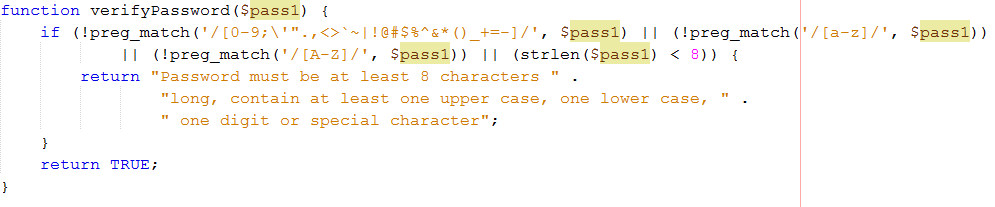 function verifyPassword($pass1) {
if (!preg_match('/[0-9;\'".,<>`~|!@#$%^&*()_+=-]/', $pass1) || (!preg_match('/[a-z]/', $pass1))
|| (!preg_match('/[A-Z]/', $pass1)) || (strlen($pass1) < 8)) {
return "Password must be at least 8 characters " .
"long, contain at least one upper case, one lower case, " .
" one digit or special character";
}
return TRUE;
}